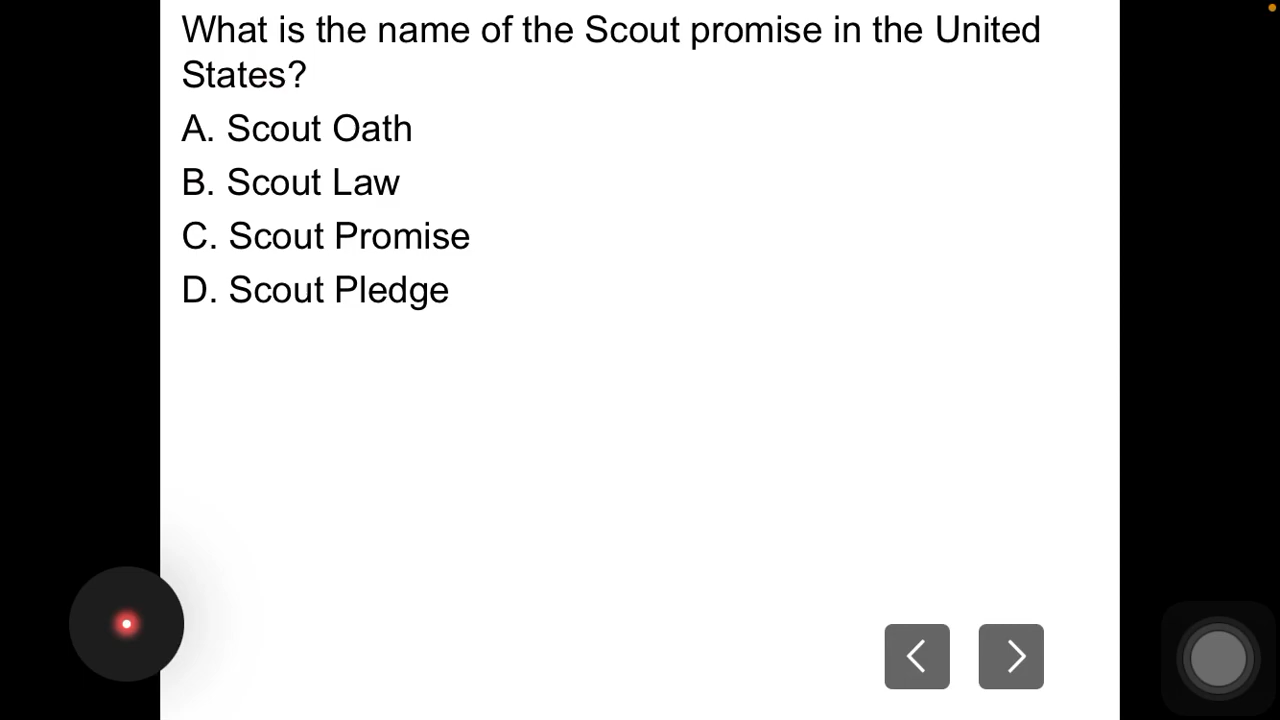 What is the name of the Scout promise in the United
States?
A. Scout Oath
B. Scout Law
C. Scout Promise
D. Scout Pledge